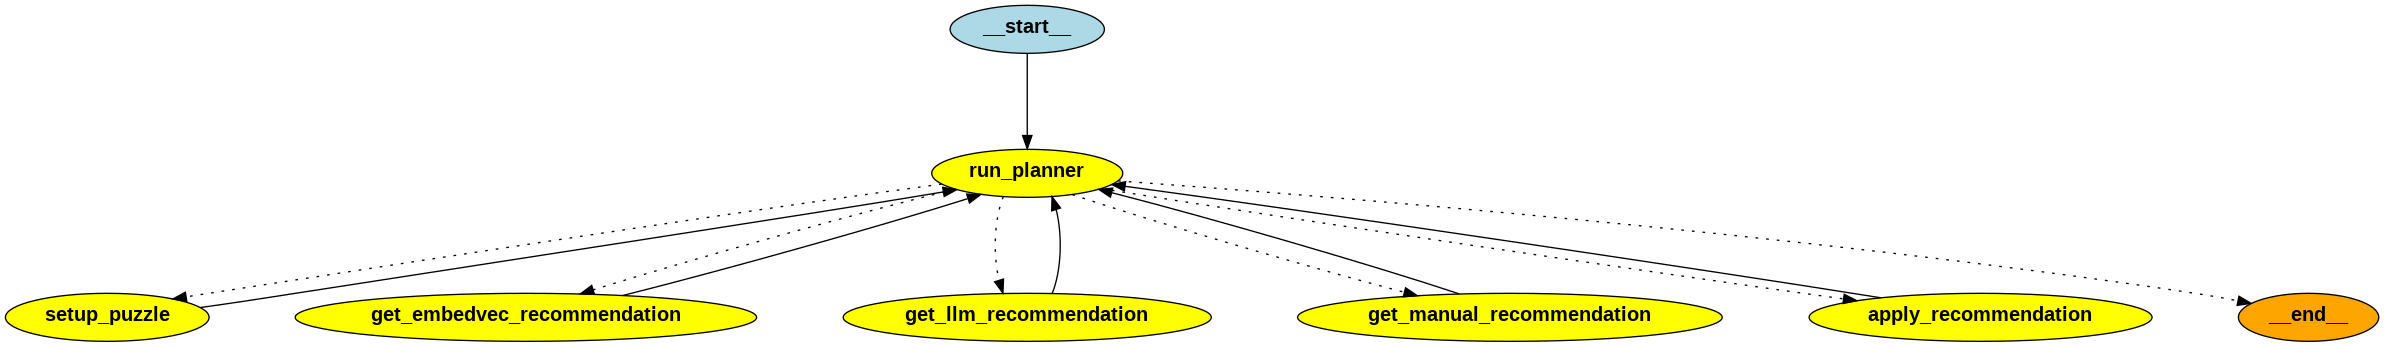 __start__
run_planner
setup_puzzle
get_embedvec_recommendation
get_llm_recommendation
get_manual_recommendation
apply_recommendation
__end__